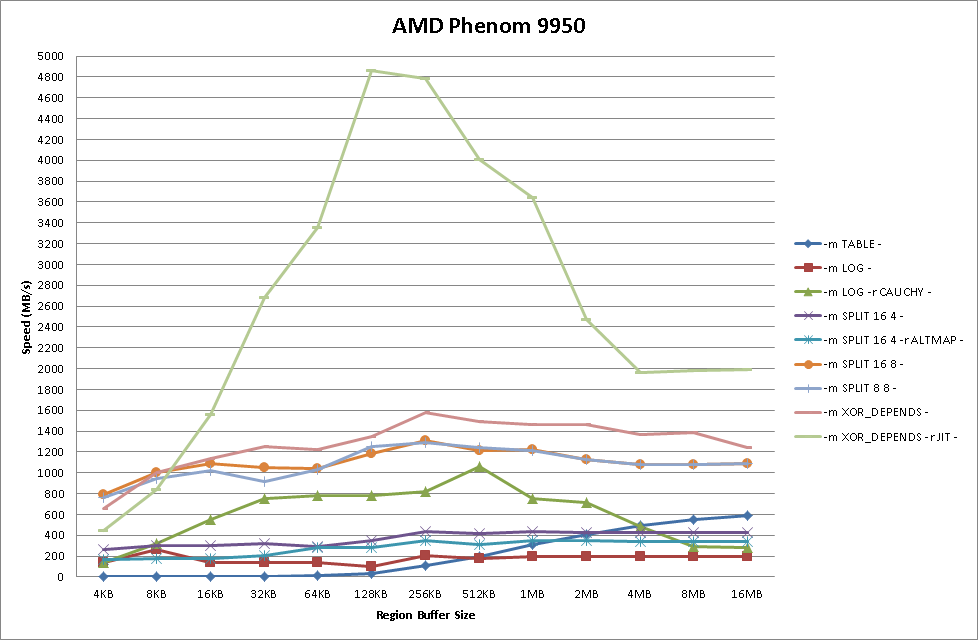 AMD Phenom 9950
5000
4800
4600
4400
4200
4000
3800
3600
3400
3200
3000
2800
2600
2400
2200
2000
1800
1600
1400
1200
1000
800
600
400
200
0
Speed (MB/s)
4KB 8KB 16KB 32KB 64KB 128KB 256KB 512KB 1MB 2MB 4MB 8MB 16MB
Region Buffer Size
-m TABLE -
-m LOG -
-m LOG -r CAUCHY -
-m SPLIT 16 4 -
-m SPLIT 16 4 -r ALTMAP -
-m SPLIT 16 8 -
-m SPLIT 8 8 -
-m XOR_DEPENDS -
-m XOR_DEPENDS -r JIT -